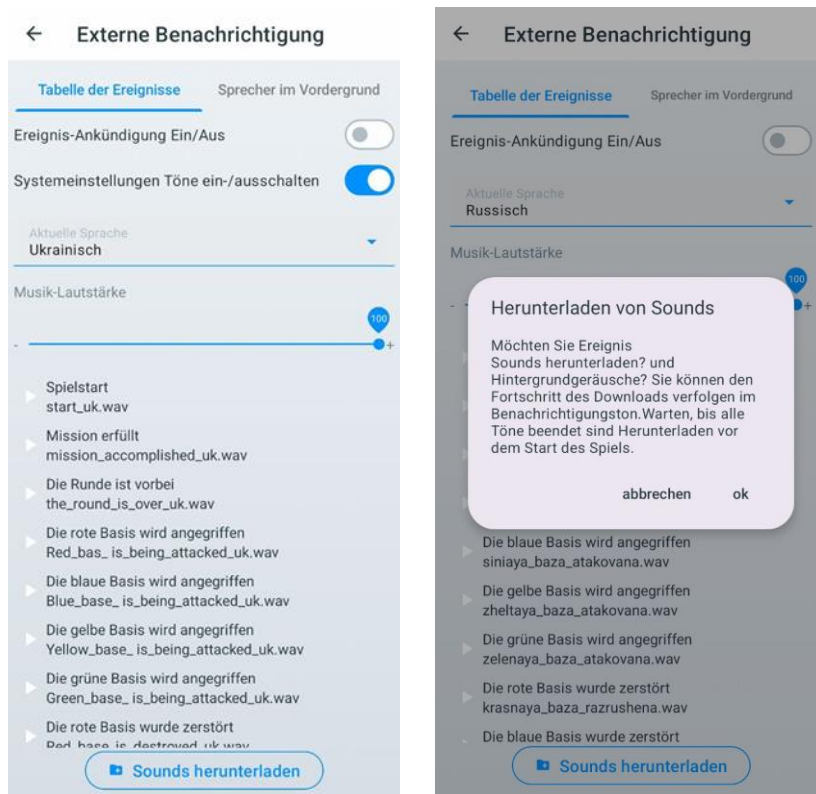 Externe Benachrichtigung
Tabelle der Ereignisse Sprecher im Vordergrund
Ereignis-Ankündigung Ein/Aus
Systemeinstellungen Töne ein-/ausschalten
Aktuelle Sprache
Ukrainisch
Musik-Lautstärke
100
- +
Spielstart
start_uk.wav
Mission erfüllt
mission_accomplished_uk.wav
Die Runde ist vorbei
the_round_is_over_uk.wav
Die rote Basis wird angegriffen
Red_bas_ is_being_attacked_uk.wav
Die blaue Basis wird angegriffen
Blue_base_ is_being_attacked_uk.wav
Die gelbe Basis wird angegriffen
Yellow_base_ is_being_attacked_uk.wav
Die grüne Basis wird angegriffen
Green_base_ is_being_attacked_uk.wav
Die rote Basis wurde zerstört
Red_base_is_destroyed_uk.wav
Sounds herunterladen
Externe Benachrichtigung
Tabelle der Ereignisse Sprecher im Vordergrund
Ereignis-Ankündigung Ein/Aus
Aktuelle Sprache
Russisch
Musik-Lautstärke
100
- +
Herunterladen von Sounds
Möchten Sie Ereignis
Sounds herunterladen? und
Hintergrundgeräusche? Sie können den
Fortschritt des Downloads verfolgen im
Benachrichtigungston.Warten, bis alle
Töne beendet sind Herunterladen vor
dem Start des Spiels.
abbrechen ok
Die blaue Basis wird angegriffen
siniaya_baza_atakovana.wav
Die gelbe Basis wird angegriffen
zheltaya_baza_atakovana.wav
Die grüne Basis wird angegriffen
zelenaya_baza_atakovana.wav
Die rote Basis wurde zerstört
krasnaya_baza_razrushena.wav
Die blaue Basis wurde zerstört
Sounds herunterladen